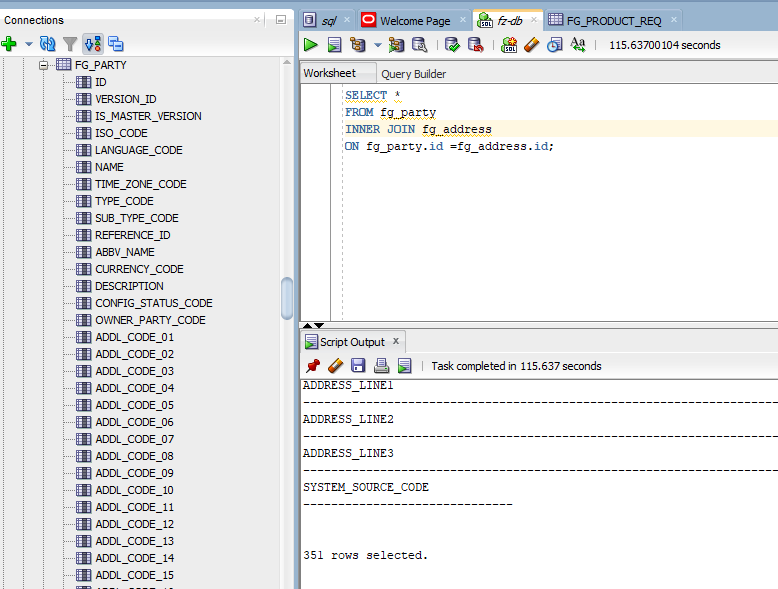 Connections
FG_PARTY
ID
VERSION_ID
IS_MASTER_VERSION
ISO_CODE
LANGUAGE_CODE
NAME
TIME_ZONE_CODE
TYPE_CODE
SUB_TYPE_CODE
REFERENCE_ID
ABBV_NAME
CURRENCY_CODE
DESCRIPTION
CONFIG_STATUS_CODE
OWNER_PARTY_CODE
ADDL_CODE_01
ADDL_CODE_02
ADDL_CODE_03
ADDL_CODE_04
ADDL_CODE_05
ADDL_CODE_06
ADDL_CODE_07
ADDL_CODE_08
ADDL_CODE_09
ADDL_CODE_10
ADDL_CODE_11
ADDL_CODE_12
ADDL_CODE_13
ADDL_CODE_14
ADDL_CODE_15
sql Welcome Page fz-db FG_PRODUCT_REQ
115.63700104 seconds
Worksheet Query Builder
SELECT *
FROM fg_party
INNER JOIN fg_address
ON fg_party.id =fg_address.id;
Script Output
Task completed in 115.637 seconds
ADDRESS_LINE1
ADDRESS_LINE2
ADDRESS_LINE3
SYSTEM_SOURCE_CODE
------------------------------
351 rows selected.